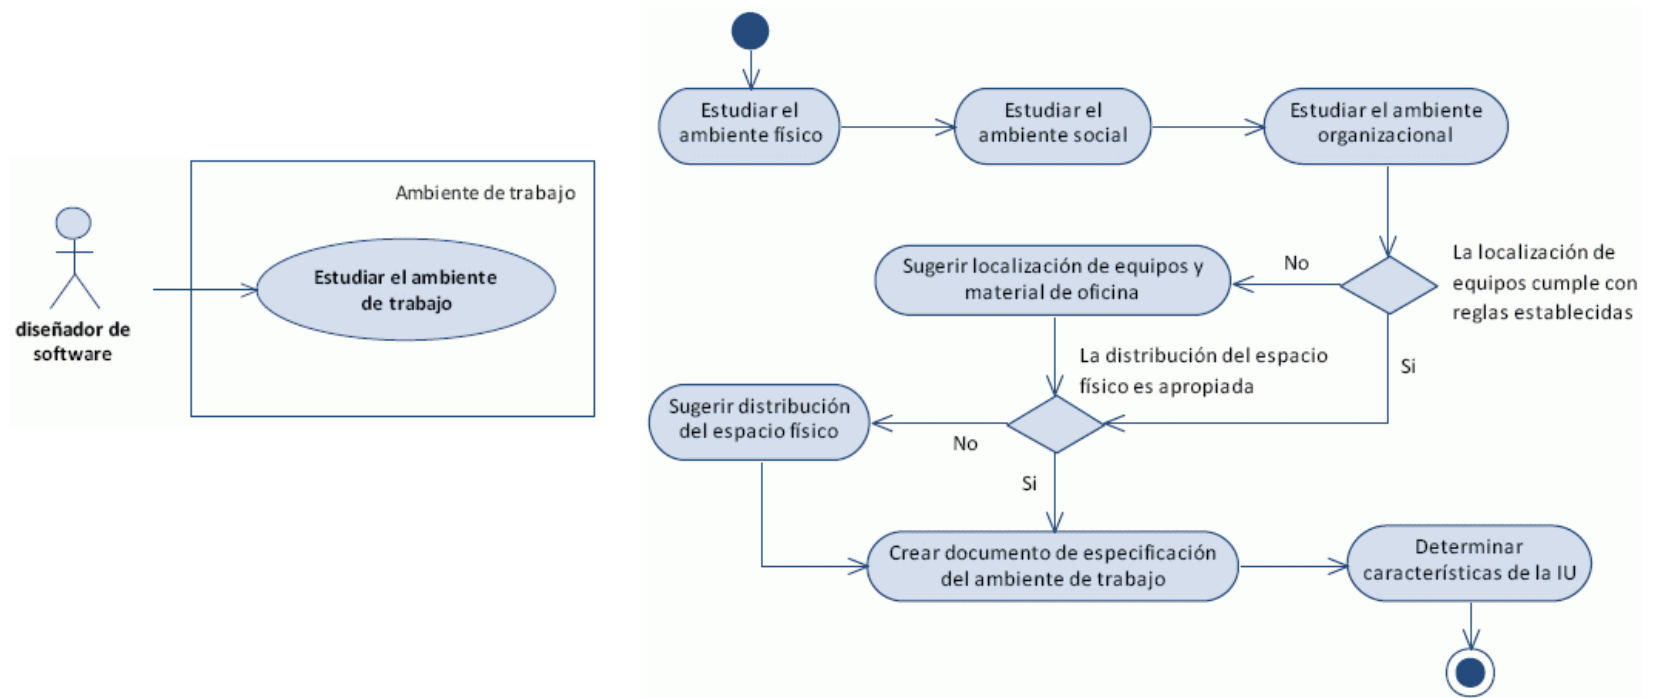 Ambiente de trabajo
Estudiar el ambiente
de trabajo
diseñador de
software
Estudiar el
ambiente físico
Estudiar el
ambiente social
Estudiar el ambiente
organizacional
La localización de
equipos cumple con
reglas establecidas
No
Sugerir localización de equipos y
material de oficina
Si
La distribución del espacio
físico es apropiada
Sugerir distribución
del espacio físico
No
Si
Crear documento de especificación
del ambiente de trabajo
Determinar
características de la IU